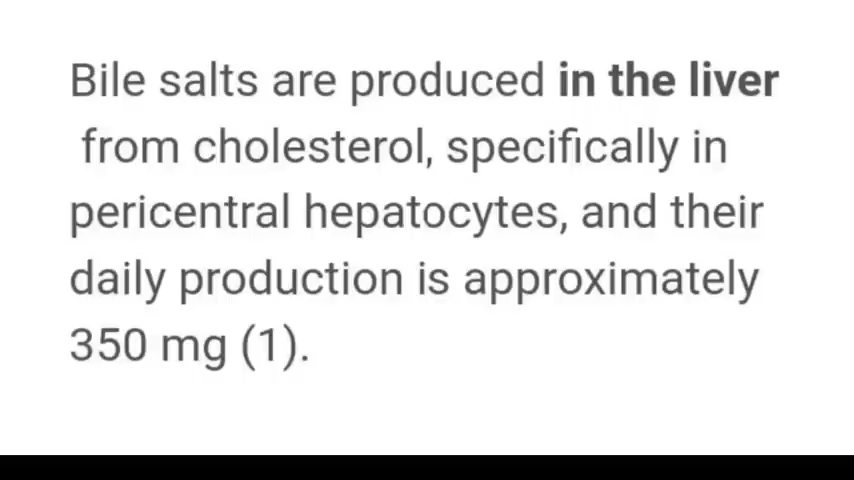 Bile salts are produced in the liver
from cholesterol, specifically in
pericentral hepatocytes, and their
daily production is approximately
350 mg (1).